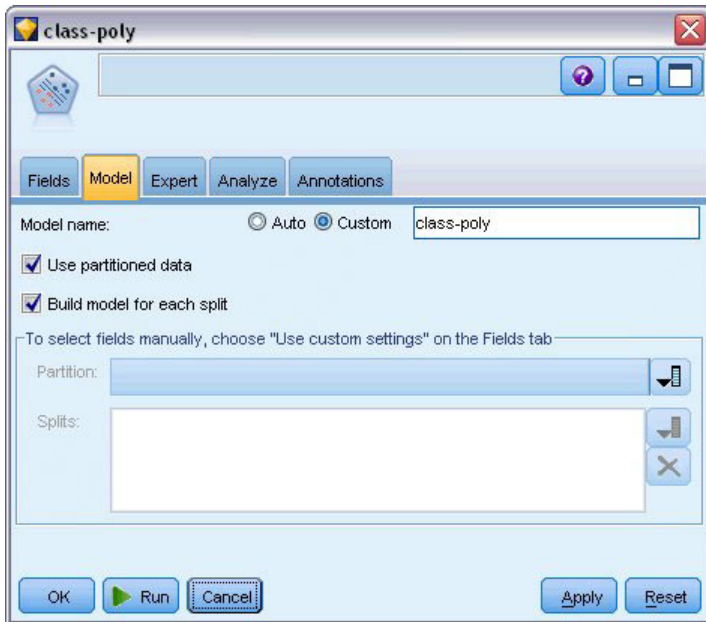 class-poly
Fields Model Expert Analyze Annotations
Model name: Auto Custom class-poly
Use partitioned data
Build model for each split
To select fields manually, choose "Use custom settings" on the Fields tab
Partition:
Splits:
OK Run Cancel Apply Reset